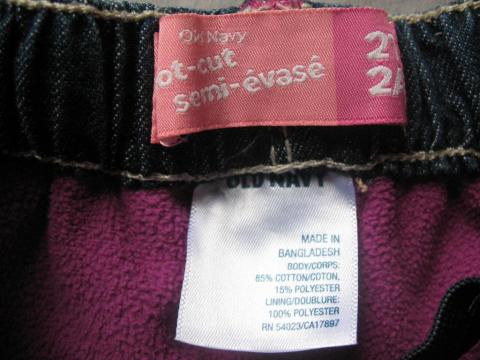 Old Navy
ot-cut
semi-évasé
2T
2A
OLD NAVY
MADE IN
BANGLADESH
BODY/CORPS:
85% COTTON/COTON,
15% POLYESTER
LINING/DOUBLURE:
100% POLYESTER
RN 54023/CA17897